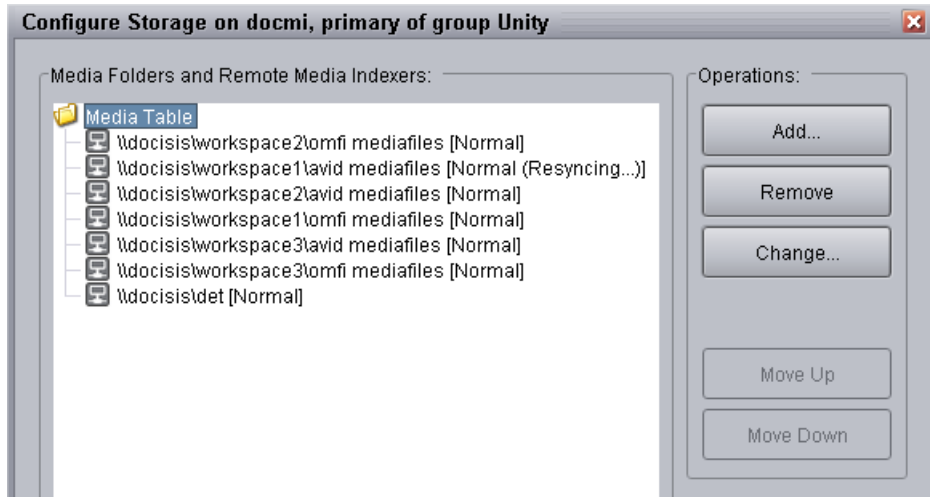 Configure Storage on docmi, primary of group Unity
Media Folders and Remote Media Indexers:
Media Table
\\docisis\workspace2\omfi mediafiles [Normal]
\\docisis\workspace1\avid mediafiles [Normal (Resyncing...)]
\\docisis\workspace2\avid mediafiles [Normal]
\\docisis\workspace1\omfi mediafiles [Normal]
\\docisis\workspace3\avid mediafiles [Normal]
\\docisis\workspace3\omfi mediafiles [Normal]
\\docisis\det [Normal]
Operations:
Add...
Remove
Change...
Move Up
Move Down